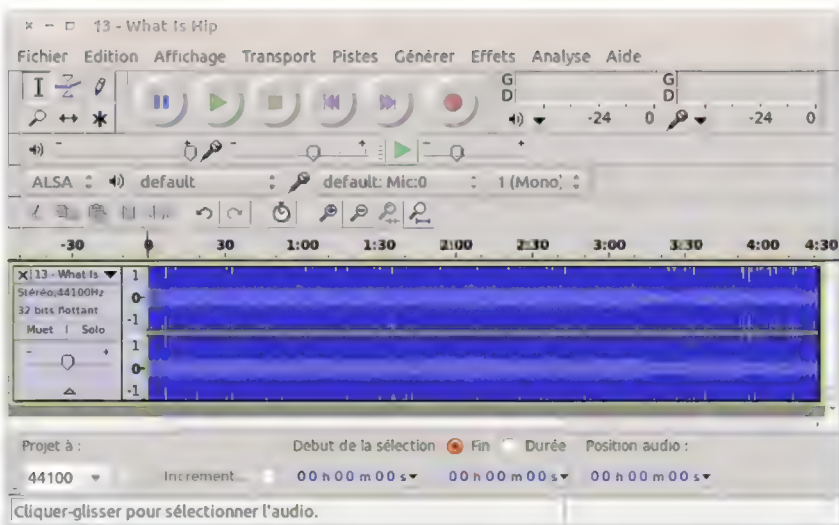 13 - What Is Hip
Fichier Edition Affichage Transport Pistes Générer Effets Analyse Aide
G
D
-24 0
G
D
-24 0
ALSA default default: Mic:0 1 (Mono)
-30 0 30 1:00 1:30 2:00 2:30 3:00 3:30 4:00 4:30
13 - What Is
Stéréo,44100Hz
32 bits flottant
Muet Solo
- +
1
0-
-1
1
0-
-1
Projet à : Debut de la sélection Fin Durée Position audio :
44100 Increment... 00 h 00 m 00 s 00 h 00 m 00 s 00 h 00 m 00 s
Cliquer-glisser pour sélectionner l'audio.